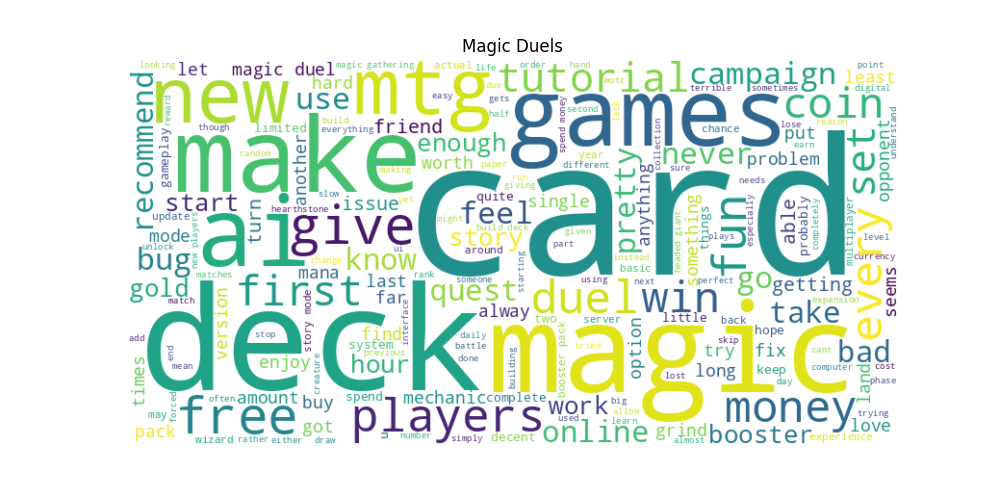 Magic Duels
looking
let
magic duel
magic gathering
actual
life
order
hand
wotc
terrible
sometimes
point
digital
new
mtg
tutorial
campaign
least
recommend
reward
though
hard
use
due
gets
easy
half
second
spend money
lack
games
coin
understand
build
limited
everything
friend
enough
year
different
chance
put
lose
reason
earn
opponent
set
make
gameplay
random
another
worth
paper
making
run
giving
collection
never
sure
problem
needs
start
slow
yet
issue
quite
single
pretty
anything
something
things
fun
especially
able
probably
completely
multiplayer
every
update
hearthstone
turn
ai
give
might
feel
build deck
given
card
mode
unlock
new players
bug
ui
story
around
part
instead
headed giant
plays
level
currency
seems
change
know
rank
someone
starting
basic
go
getting
gold
matches
mana
first
last
far
quest
using
next
perfect
expansion
match
version
story mode
interface
alway
duel
win
take
deck
magic
add
stop
find
system
previous
daily
battle
done
two
server
tried
booster pack
option
little
back
skip
hope
cant
computer
try
fix
bad
cost
phase
times
end
mean
enjoy
creature
hour
building
lost
long
keep
day
land
may
forced
free
often
amount
buy
spend
mechanic
complete
used
big
allow
learn
work
money
trying
love
pack
wizard
rather
either
got
draw
u
players
number
simply
decent
online
grind
almost
booster
experience